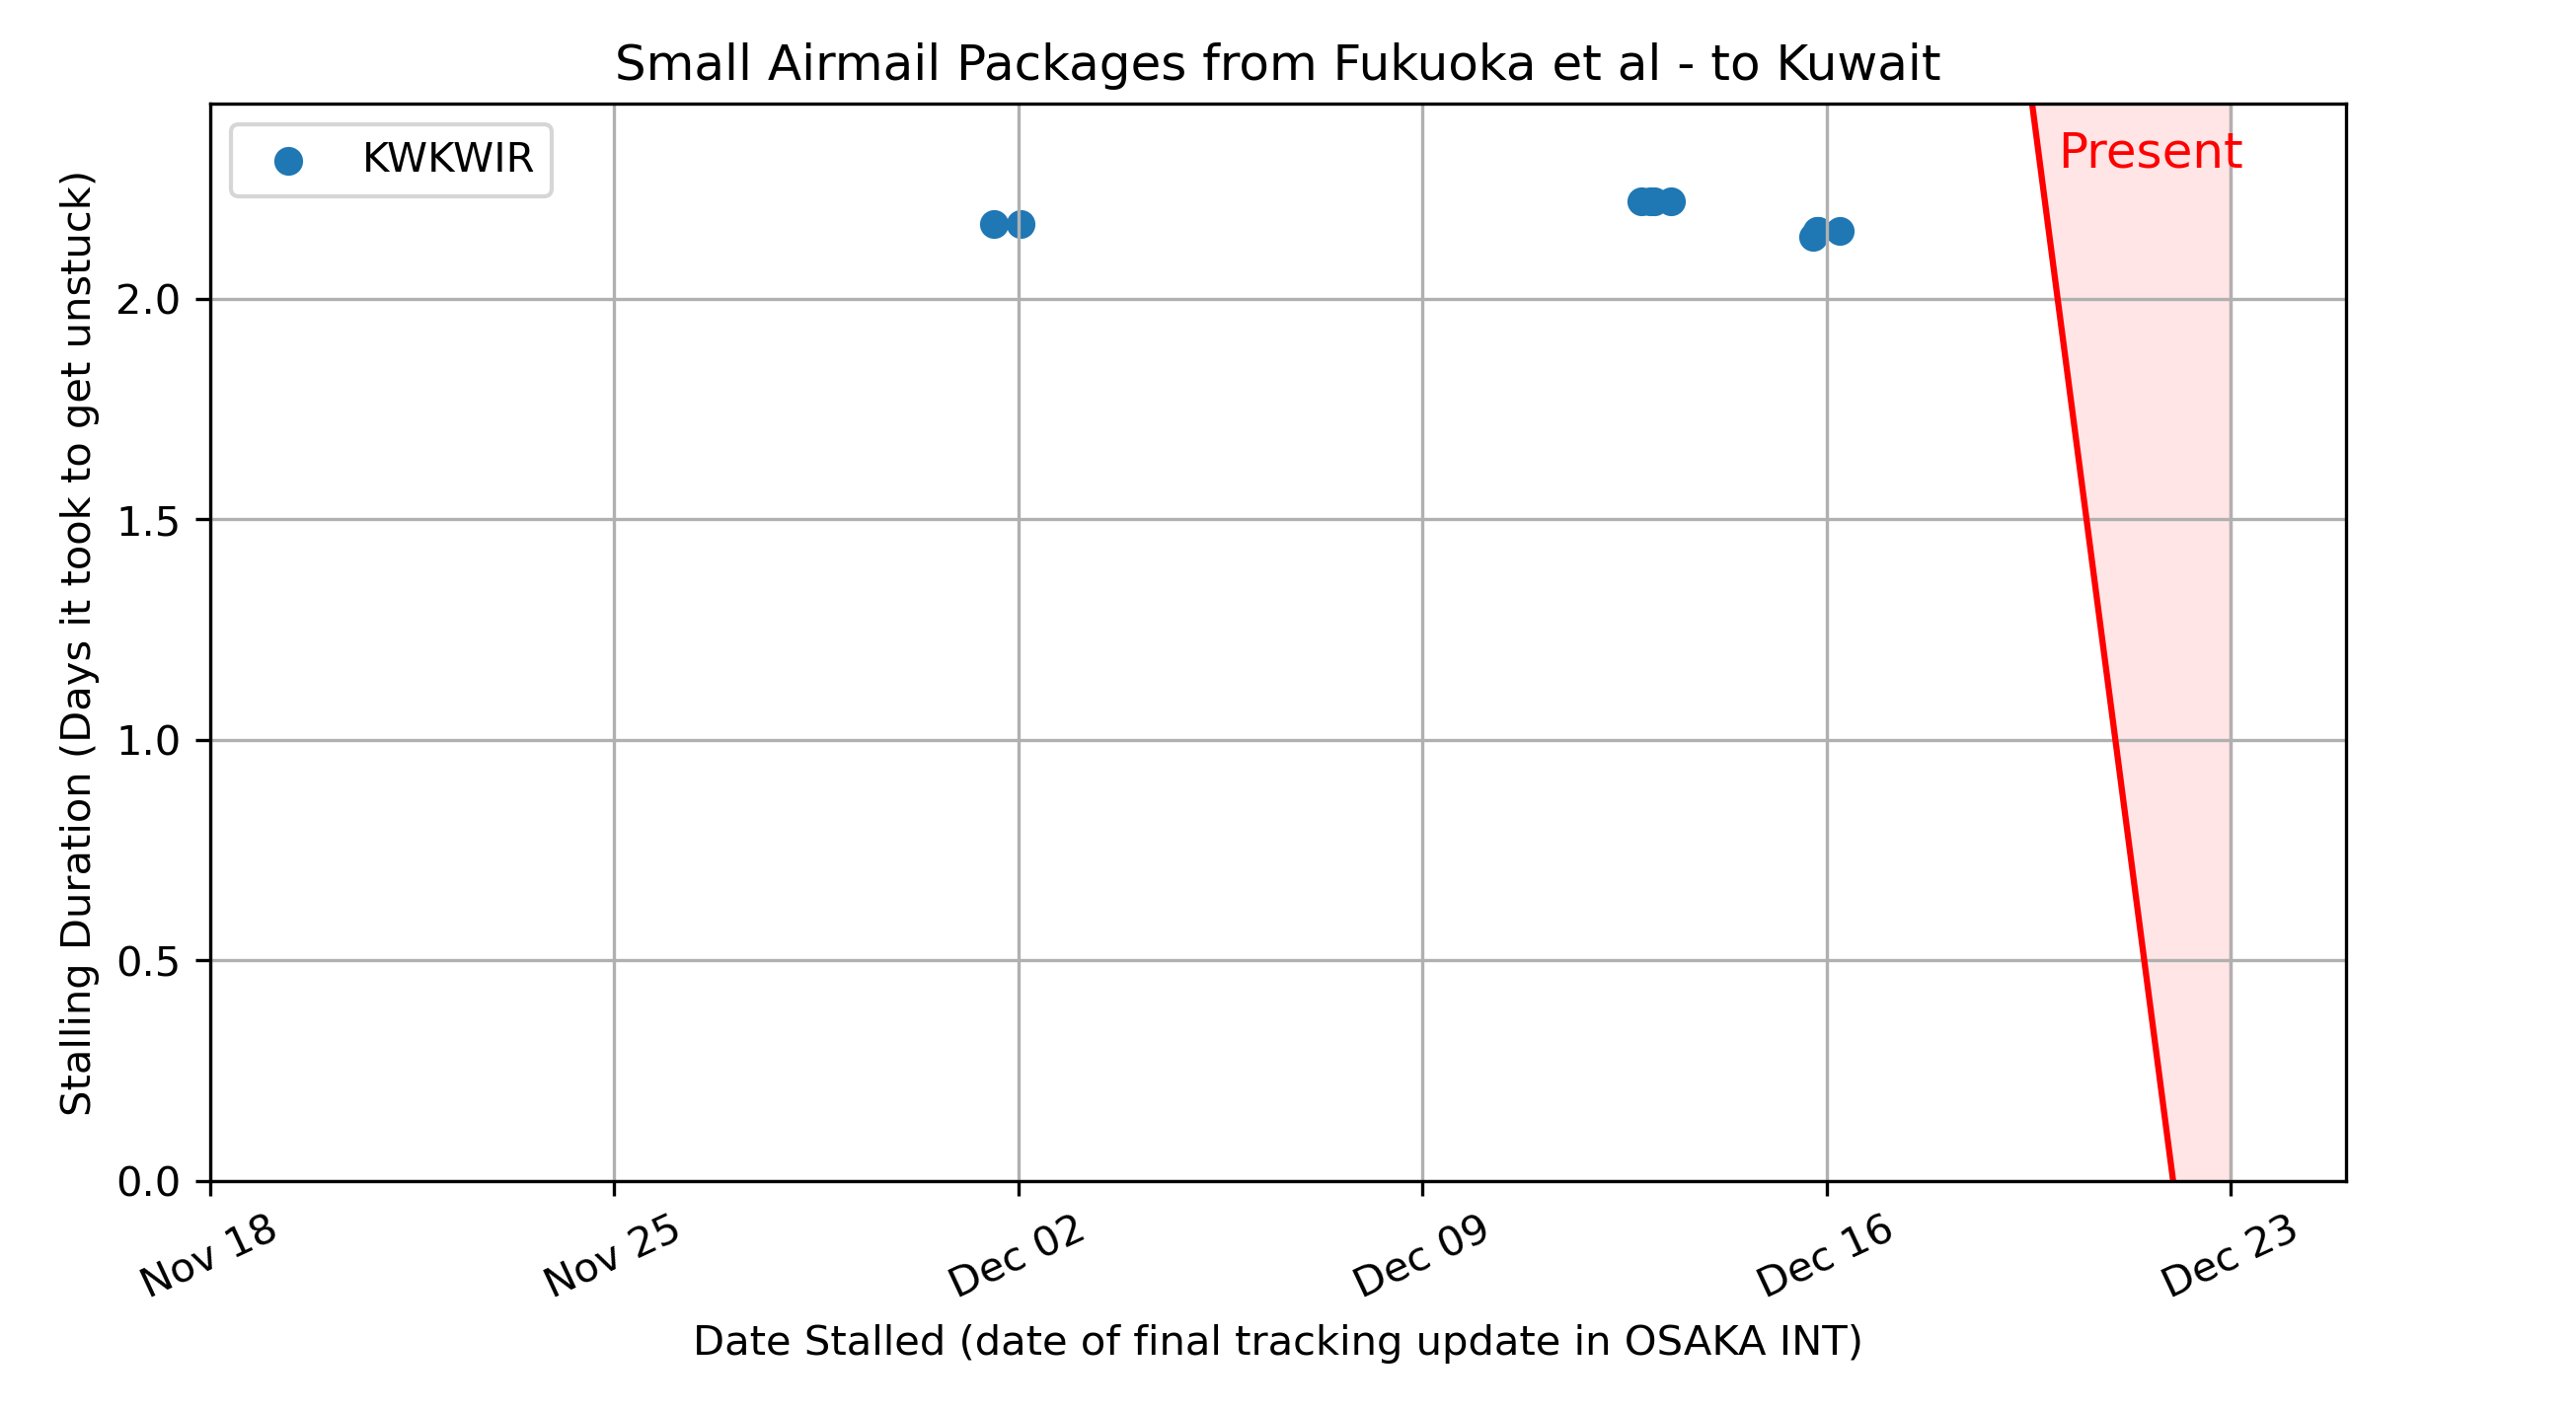 Small Airmail Packages from Fukuoka et al - to Kuwait
KWKWIR
Present
Stalling Duration (Days it took to get unstuck)
2.0
1.5
1.0
0.5
0.0
Nov 18
Nov 25
Dec 02
Dec 09
Dec 16
Dec 23
Date Stalled (date of final tracking update in OSAKA INT)